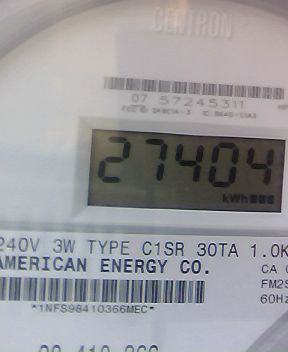 CENTRON
07 57245311
27404
kWh
240V 3W TYPE C1SR 30TA 1.0K
AMERICAN ENERGY CO.
CA
FM2S
60Hz
*1NFS98410366MEC*